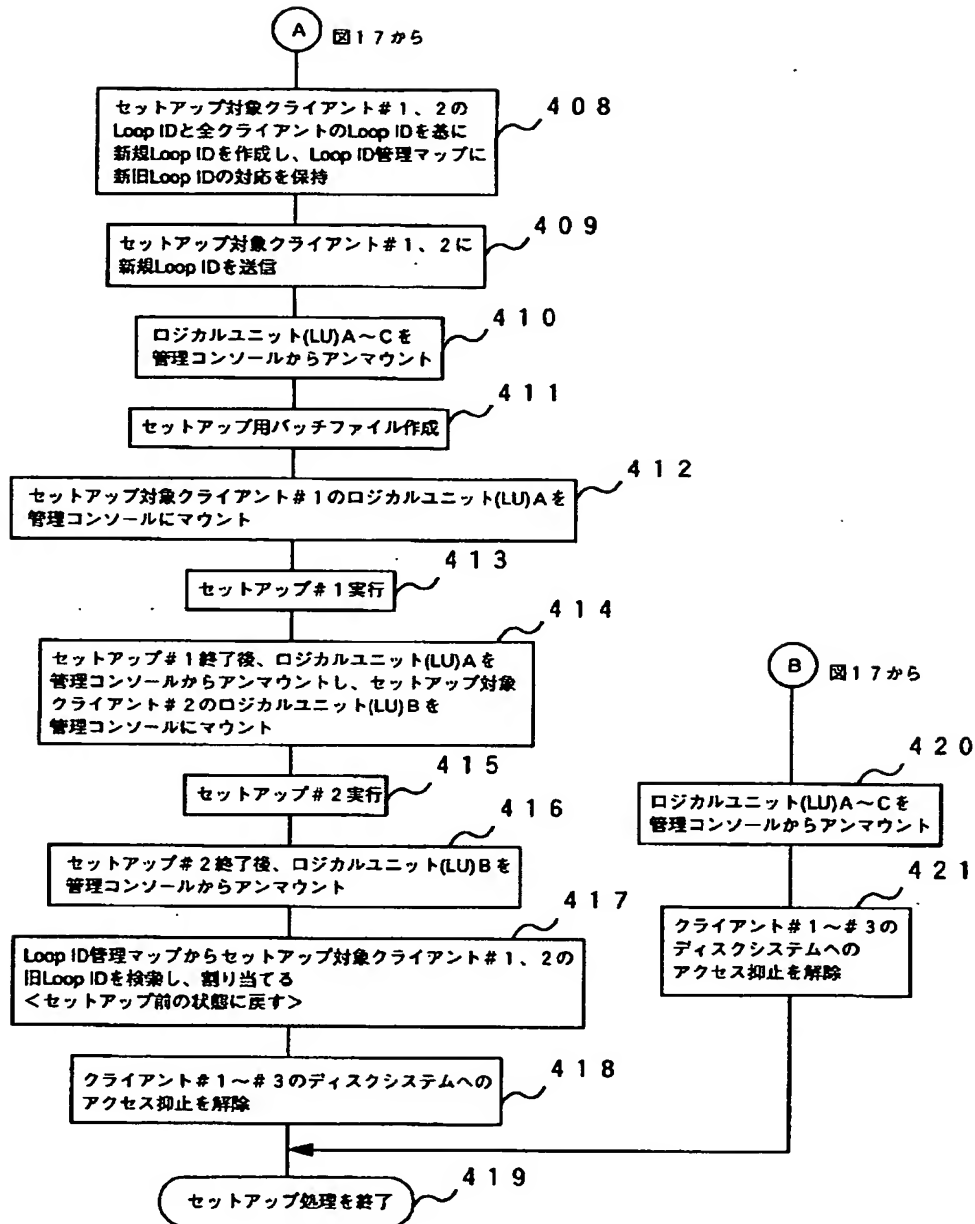 A 図17から
セットアップ対象クライアント#1、2の
Loop IDと全クライアントのLoop IDを基に
新規Loop IDを作成し、Loop ID管理マップに
新旧Loop IDの対応を保持
408
セットアップ対象クライアント#1、2に
新規Loop IDを送信
409
ロジカルユニット(LU)A～Cを
管理コンソールからアンマウント
410
セットアップ用バッチファイル作成
411
セットアップ対象クライアント#1のロジカルユニット(LU)Aを
管理コンソールにマウント
412
セットアップ#1実行
413
セットアップ#1終了後、ロジカルユニット(LU)Aを
管理コンソールからアンマウントし、セットアップ対象
クライアント#2のロジカルユニット(LU)Bを
管理コンソールにマウント
414
セットアップ#2実行
415
セットアップ#2終了後、ロジカルユニット(LU)Bを
管理コンソールからアンマウント
416
Loop ID管理マップからセットアップ対象クライアント#1、2の
旧Loop IDを検索し、割り当てる
＜セットアップ前の状態に戻す＞
417
クライアント#1～#3のディスクシステムへの
アクセス抑止を解除
418
セットアップ処理を終了
419
B 図17から
ロジカルユニット(LU)A～Cを
管理コンソールからアンマウント
420
クライアント#1～#3の
ディスクシステムへの
アクセス抑止を解除
421